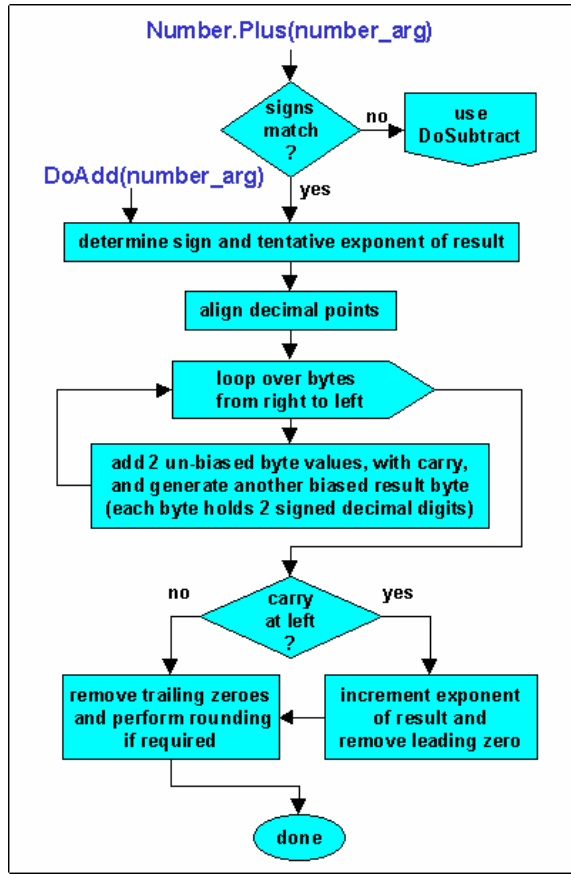 Number.Plus(number_arg)
signs
match
?
no
use
DoSubtract
DoAdd(number_arg)
yes
determine sign and tentative exponent of result
align decimal points
loop over bytes
from right to left
add 2 un-biased byte values, with carry,
and generate another biased result byte
(each byte holds 2 signed decimal digits)
no
carry
at left
?
yes
remove trailing zeroes
and perform rounding
if required
increment exponent
of result and
remove leading zero
done